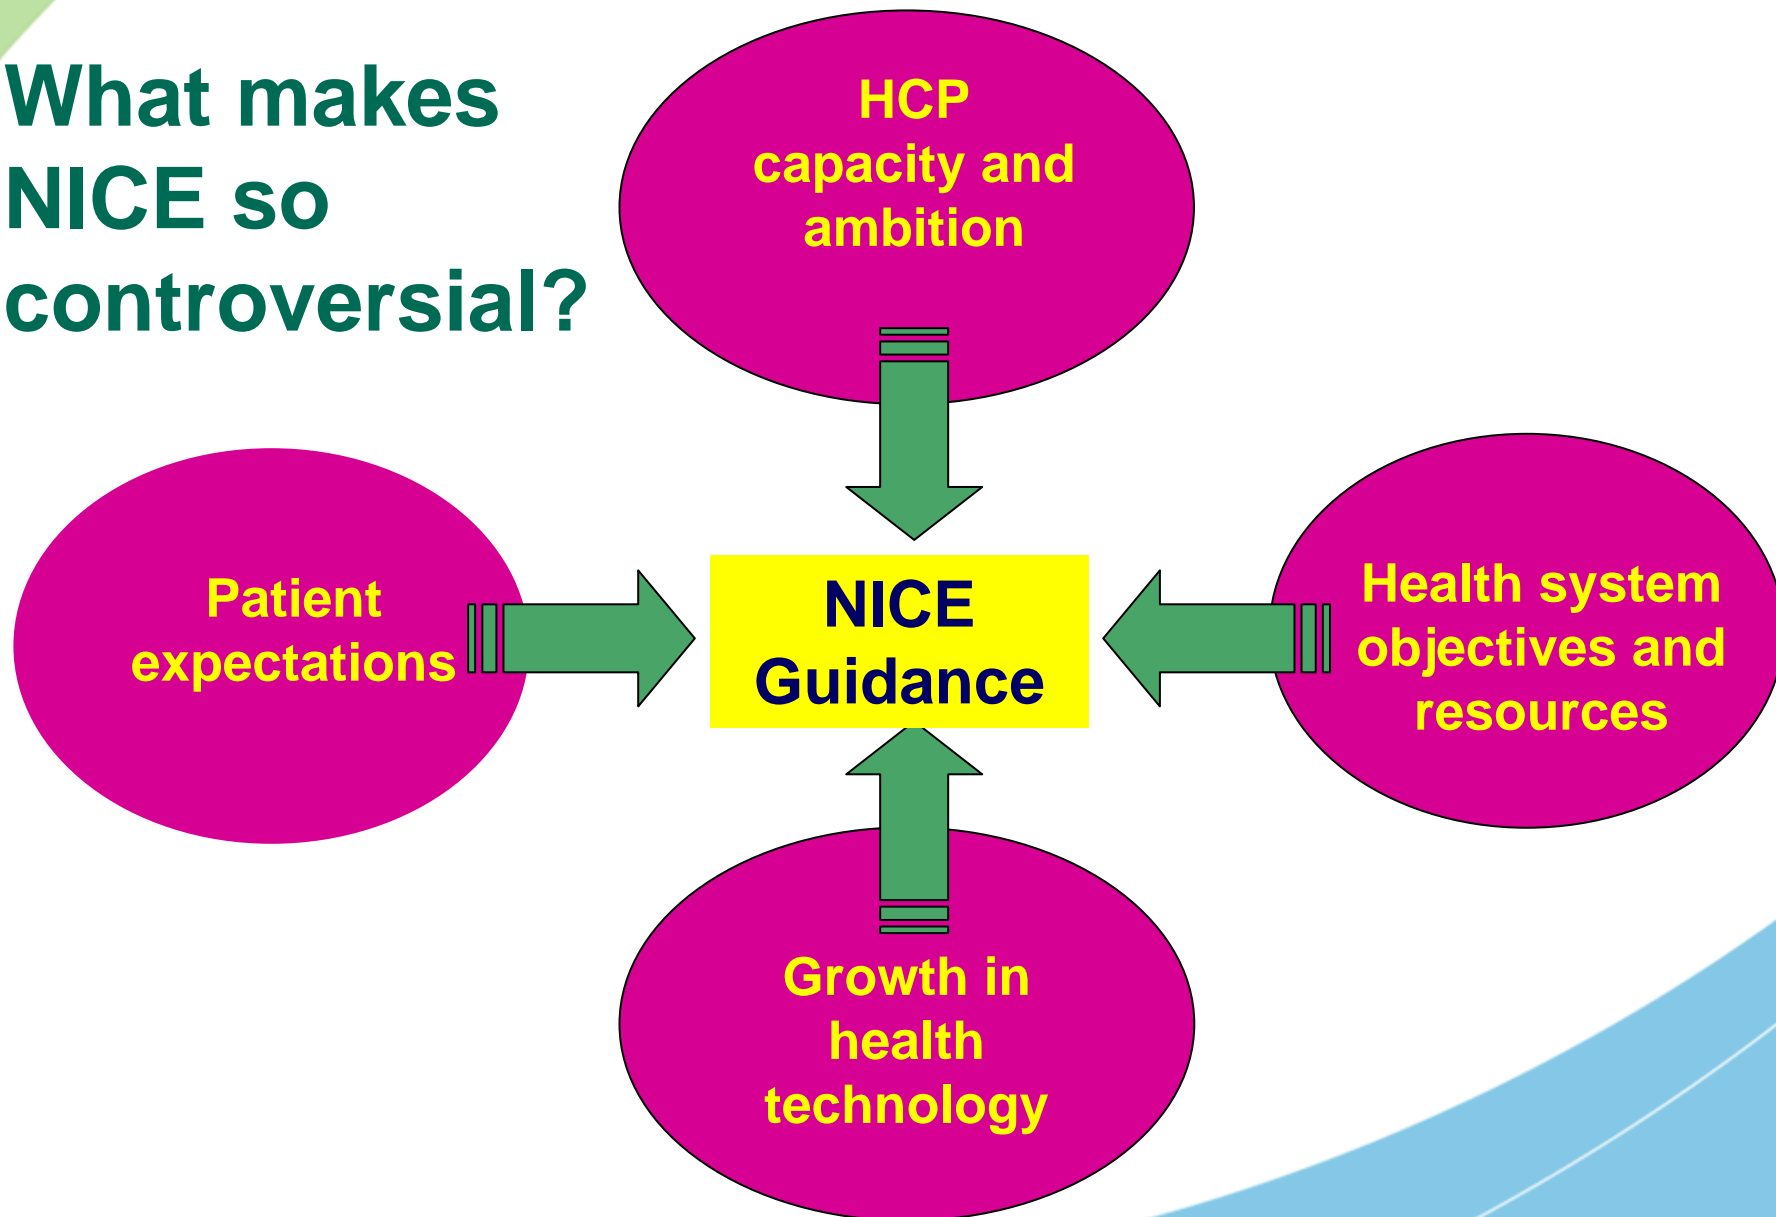 What makes
NICE so
controversial?
HCP
capacity and
ambition
Patient
expectations
NICE
Guidance
Health system
objectives and
resources
Growth in
health
technology